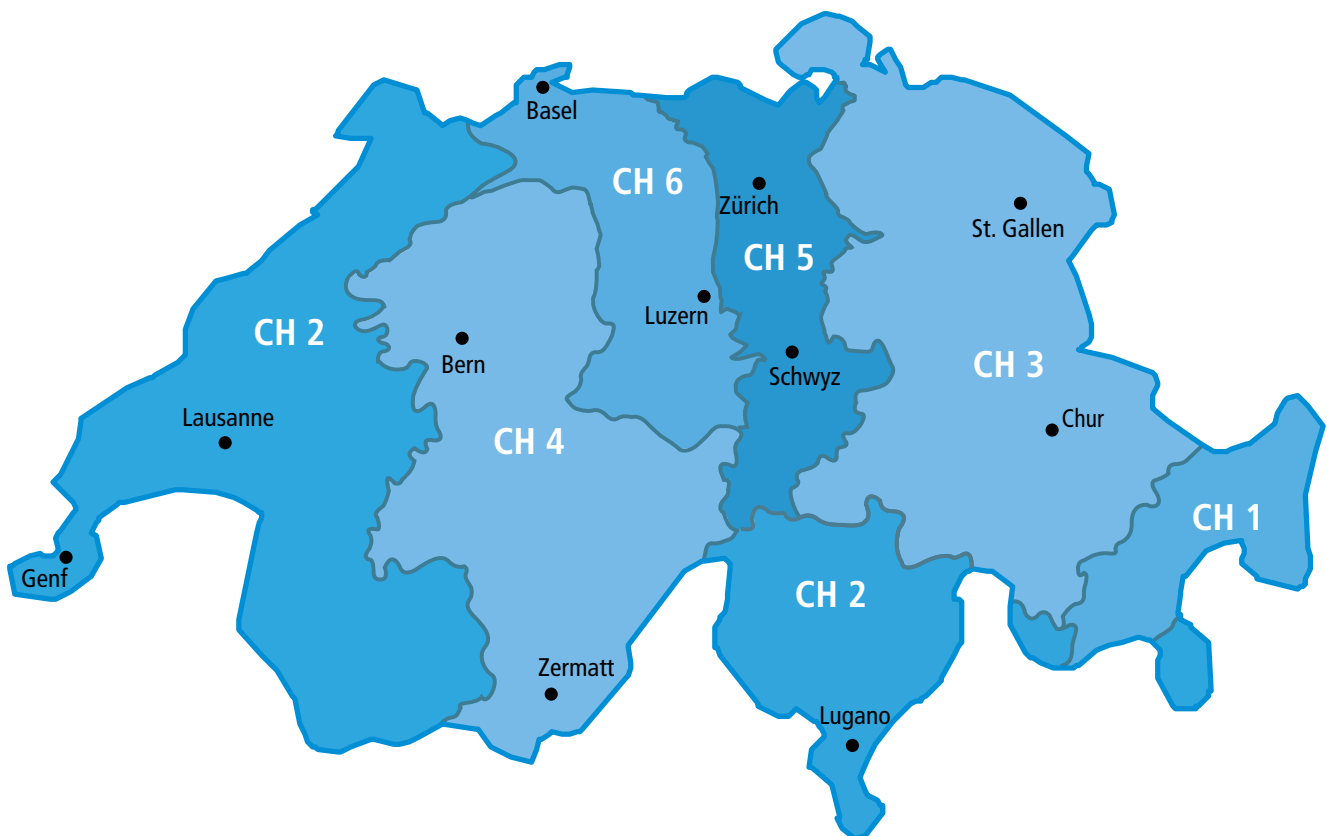 Basel
CH 6
Zürich
St. Gallen
CH 5
Luzern
CH 2
Bern
Schwyz
CH 3
Lausanne
CH 4
Chur
CH 1
Genf
CH 2
Zermatt
Lugano